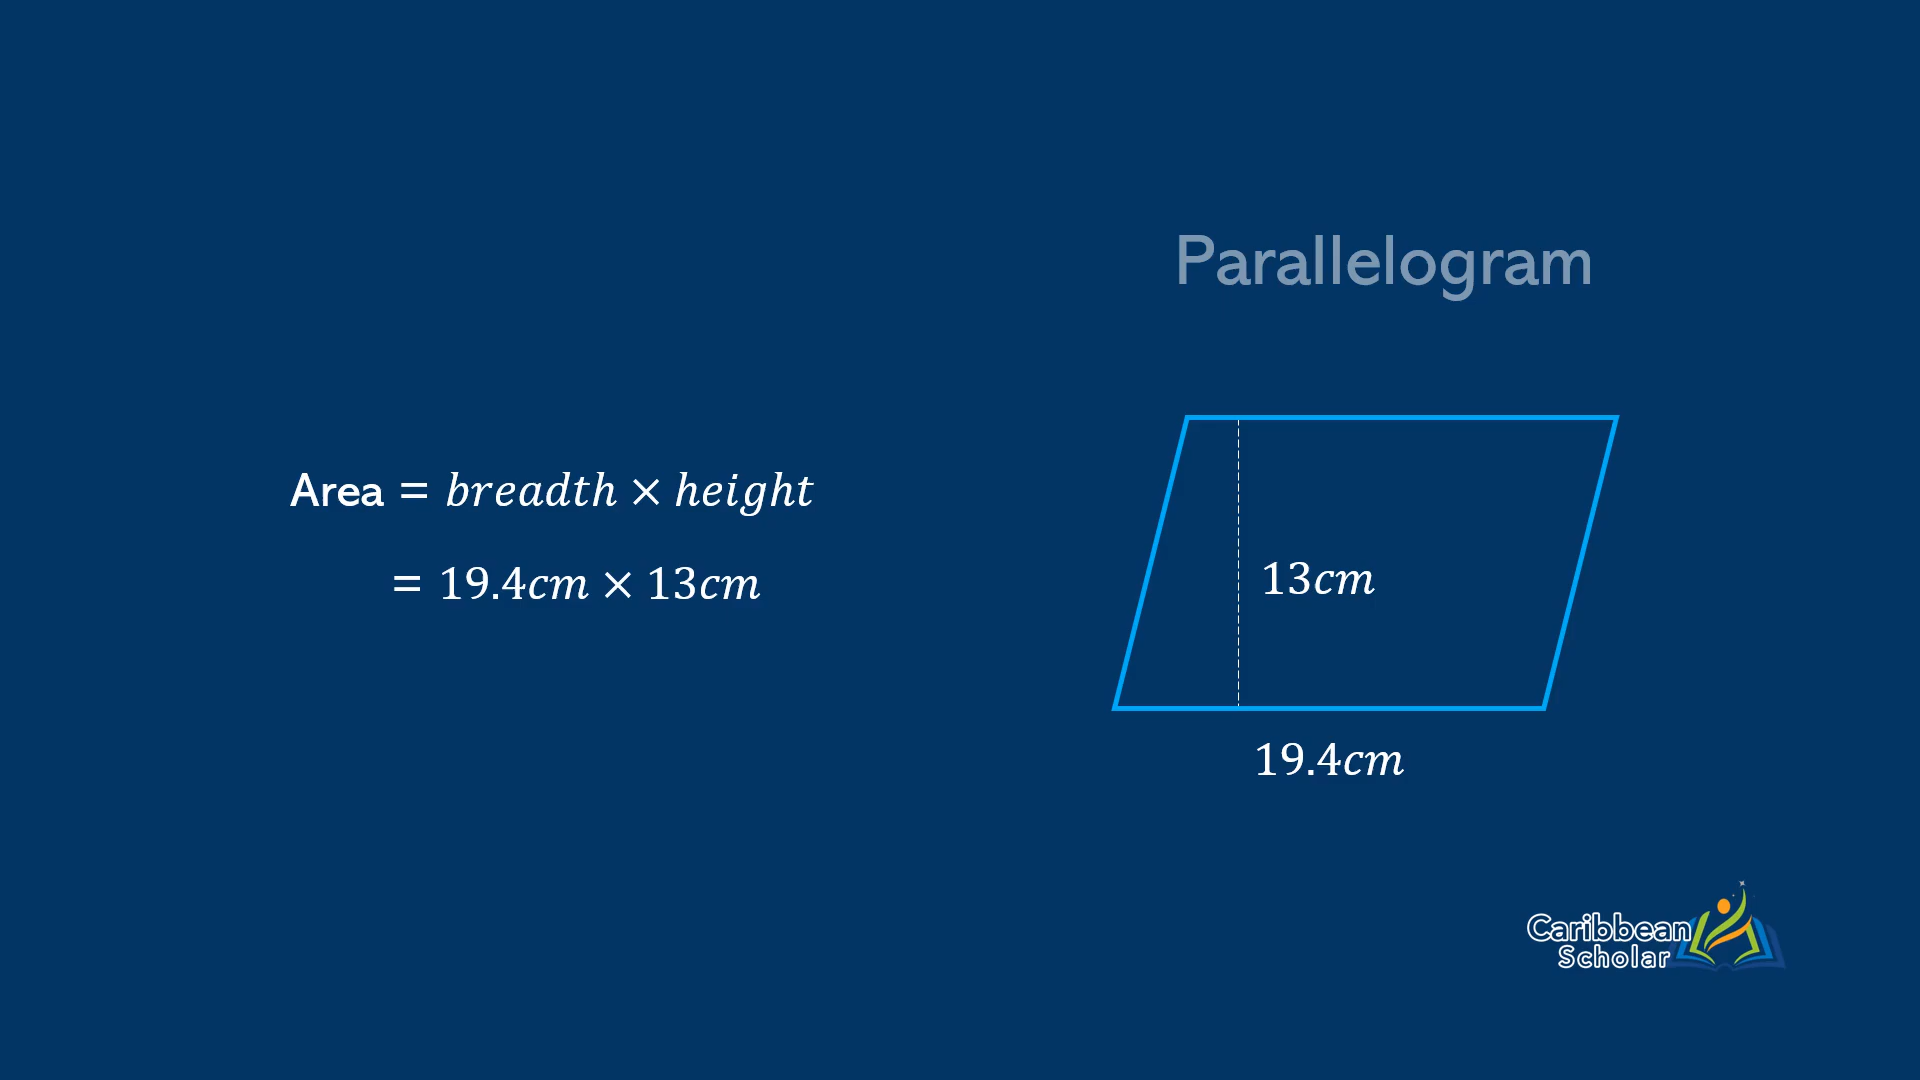 Parallelogram
Area = breadth × height
= 19.4cm × 13cm
13cm
19.4cm
Caribbean
Scholar